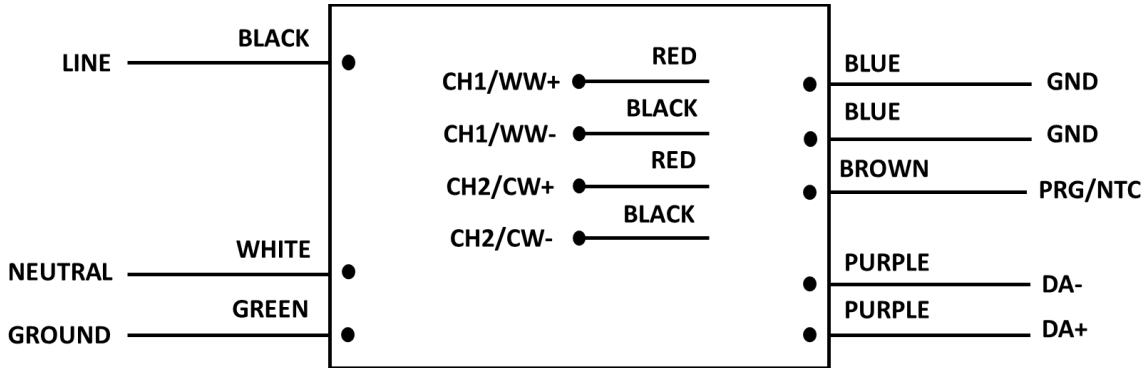 BLACK
LINE
WHITE
NEUTRAL
GREEN
GROUND
RED
CH1/WW+
BLACK
CH1/WW-
RED
CH2/CW+
BLACK
CH2/CW-
BLUE
GND
BLUE
GND
BROWN
PRG/NTC
PURPLE
DA-
PURPLE
DA+